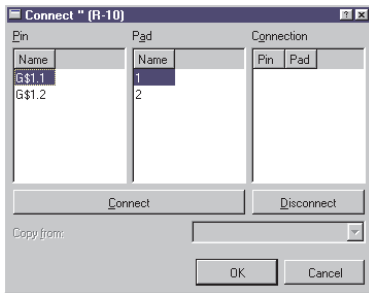 Connect '' (R-10)
Pin Pad Connection
Name Name Pin Pad
G$1.1 1
G$1.2 2
Connect Disconnect
Copy from:
OK Cancel